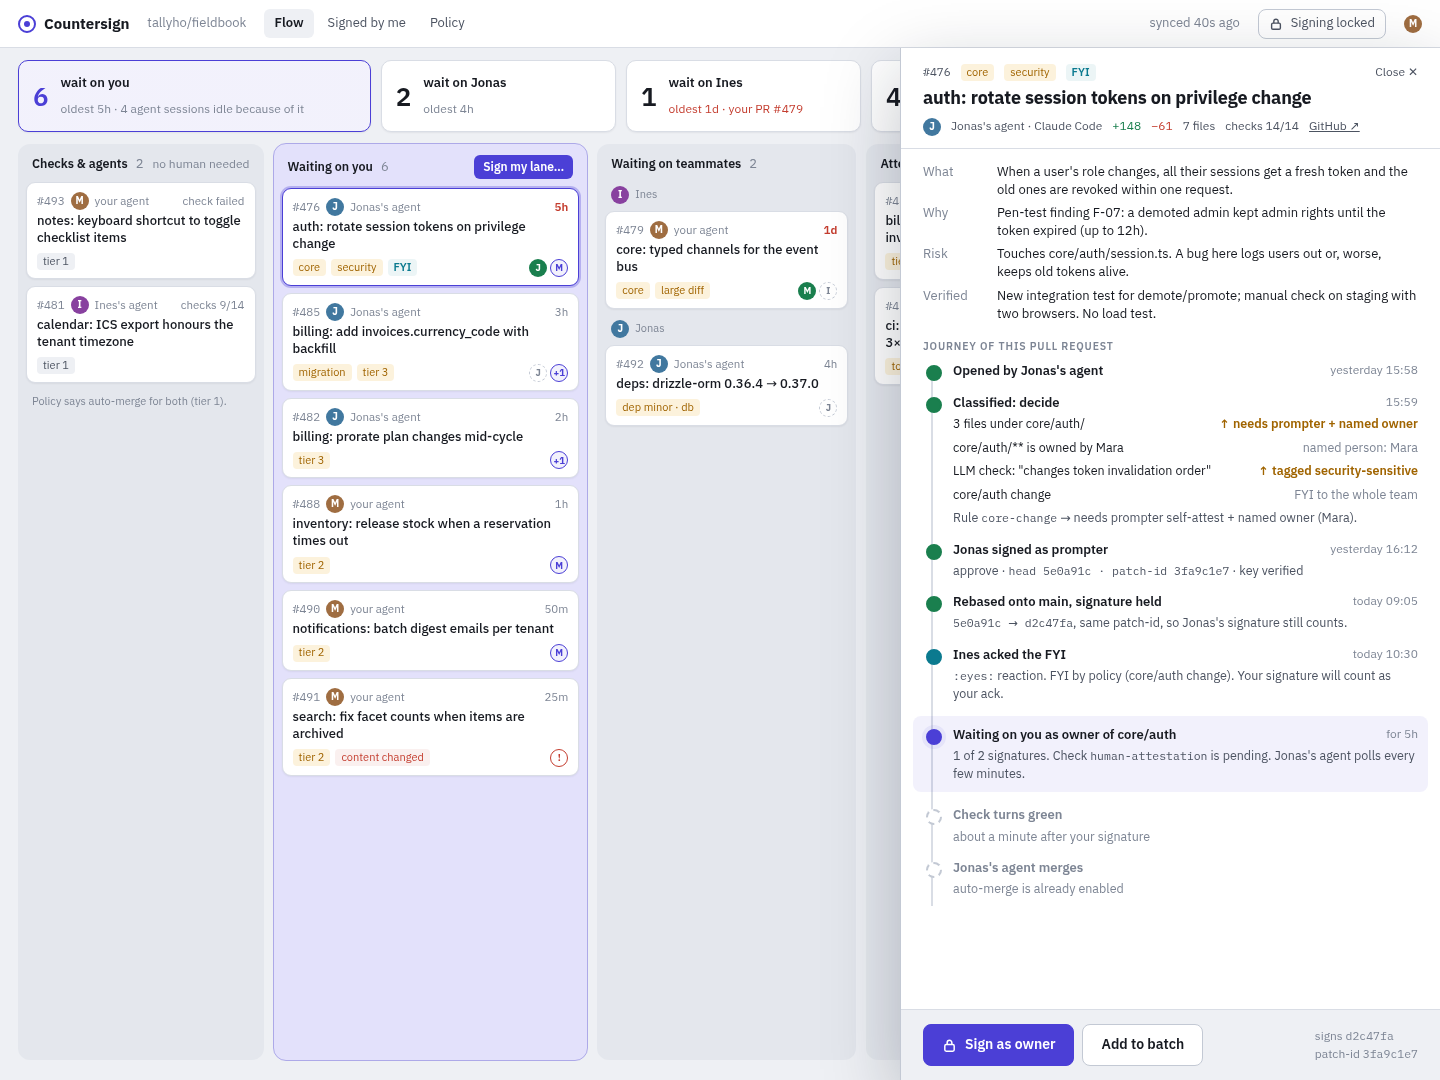 Countersign
tallyho/fieldbook
Flow
Signed by me
Policy
synced 40s ago
Signing locked
M
6
wait on you
oldest 5h · 4 agent sessions idle because of it
2
wait on Jonas
oldest 4h
1
wait on Ines
oldest 1d · your PR #479
4
Checks & agents 2 no human needed
#493 M your agent check failed
notes: keyboard shortcut to toggle
checklist items
tier 1
#481 I Ines's agent checks 9/14
calendar: ICS export honours the
tenant timezone
tier 1
Policy says auto-merge for both (tier 1).
Waiting on you 6 Sign my lane...
#476 J Jonas's agent 5h
auth: rotate session tokens on privilege
change
core security FYI J M
#485 J Jonas's agent 3h
billing: add invoices.currency_code with
backfill
migration tier 3 J +1
#482 J Jonas's agent 2h
billing: prorate plan changes mid-cycle
tier 3 +1
#488 M your agent 1h
inventory: release stock when a reservation
times out
tier 2 M
#490 M your agent 50m
notifications: batch digest emails per tenant
tier 2 M
#491 M your agent 25m
search: fix facet counts when items are
archived
tier 2 content changed !
Waiting on teammates 2
I Ines
#479 M your agent 1d
core: typed channels for the event
bus
core large diff M I
J Jonas
#492 J Jonas's agent 4h
deps: drizzle-orm 0.36.4 → 0.37.0
dep minor · db J
#476 core security FYI Close ✕
auth: rotate session tokens on privilege change
J Jonas's agent · Claude Code +148 −61 7 files checks 14/14 GitHub ↗
What When a user's role changes, all their sessions get a fresh token and the
old ones are revoked within one request.
Why Pen-test finding F-07: a demoted admin kept admin rights until the
token expired (up to 12h).
Risk Touches core/auth/session.ts. A bug here logs users out or, worse,
keeps old tokens alive.
Verified New integration test for demote/promote; manual check on staging with
two browsers. No load test.
JOURNEY OF THIS PULL REQUEST
Opened by Jonas's agent yesterday 15:58
Classified: decide 15:59
3 files under core/auth/ ↑ needs prompter + named owner
core/auth/** is owned by Mara named person: Mara
LLM check: "changes token invalidation order" ↑ tagged security-sensitive
core/auth change FYI to the whole team
Rule core-change → needs prompter self-attest + named owner (Mara).
Jonas signed as prompter yesterday 16:12
approve · head 5e0a91c · patch-id 3fa9c1e7 · key verified
Rebased onto main, signature held today 09:05
5e0a91c → d2c47fa, same patch-id, so Jonas's signature still counts.
Ines acked the FYI today 10:30
:eyes: reaction. FYI by policy (core/auth change). Your signature will count as
your ack.
Waiting on you as owner of core/auth for 5h
1 of 2 signatures. Check human-attestation is pending. Jonas's agent polls every
few minutes.
Check turns green
about a minute after your signature
Jonas's agent merges
auto-merge is already enabled
Sign as owner
Add to batch
signs d2c47fa
patch-id 3fa9c1e7